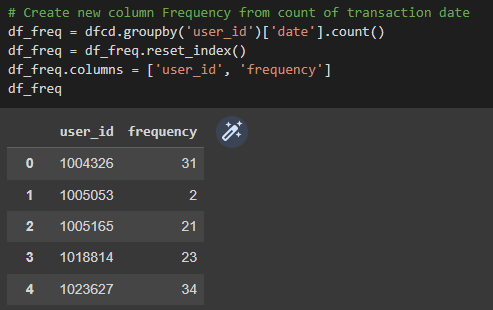 # Create new column Frequency from count of transaction date
df_freq = dfcd.groupby('user_id')['date'].count()
df_freq = df_freq.reset_index()
df_freq.columns = ['user_id', 'frequency']
df_freq
user_id frequency
0 1004326 31
1 1005053 2
2 1005165 21
3 1018814 23
4 1023627 34